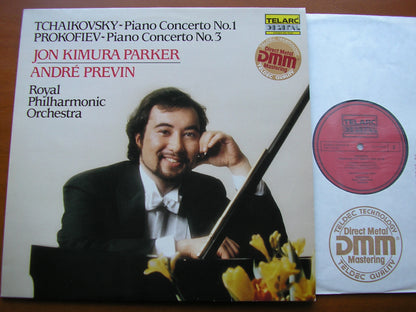 TCHAIKOVSKY-Piano Concerto No.1
PROKOFIEV-Piano Concerto No.3
JON KIMURA PARKER
ANDRÉ PREVIN
Royal
Philharmonic
Orchestra
TELARC
DIGITAL
Direct Metal
DMM
Mastering
TELARC
TELDEC TECHNOLOGY
Direct Metal
DMM
Mastering
TELDEC QUALITY